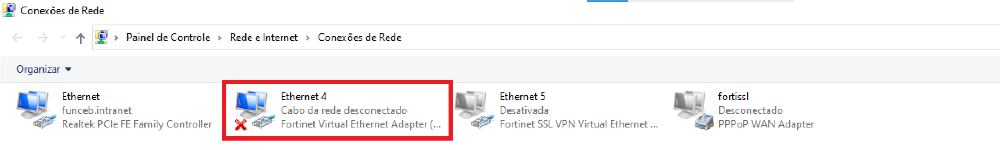 Conexões de Rede
Painel de Controle › Rede e Internet › Conexões de Rede
Organizar
Ethernet
funceb.intranet
Realtek PCIe FE Family Controller
Ethernet 4
Cabo da rede desconectado
Fortinet Virtual Ethernet Adapter (...
Ethernet 5
Desativada
Fortinet SSL VPN Virtual Ethernet ...
fortissl
Desconectado
PPPoP WAN Adapter